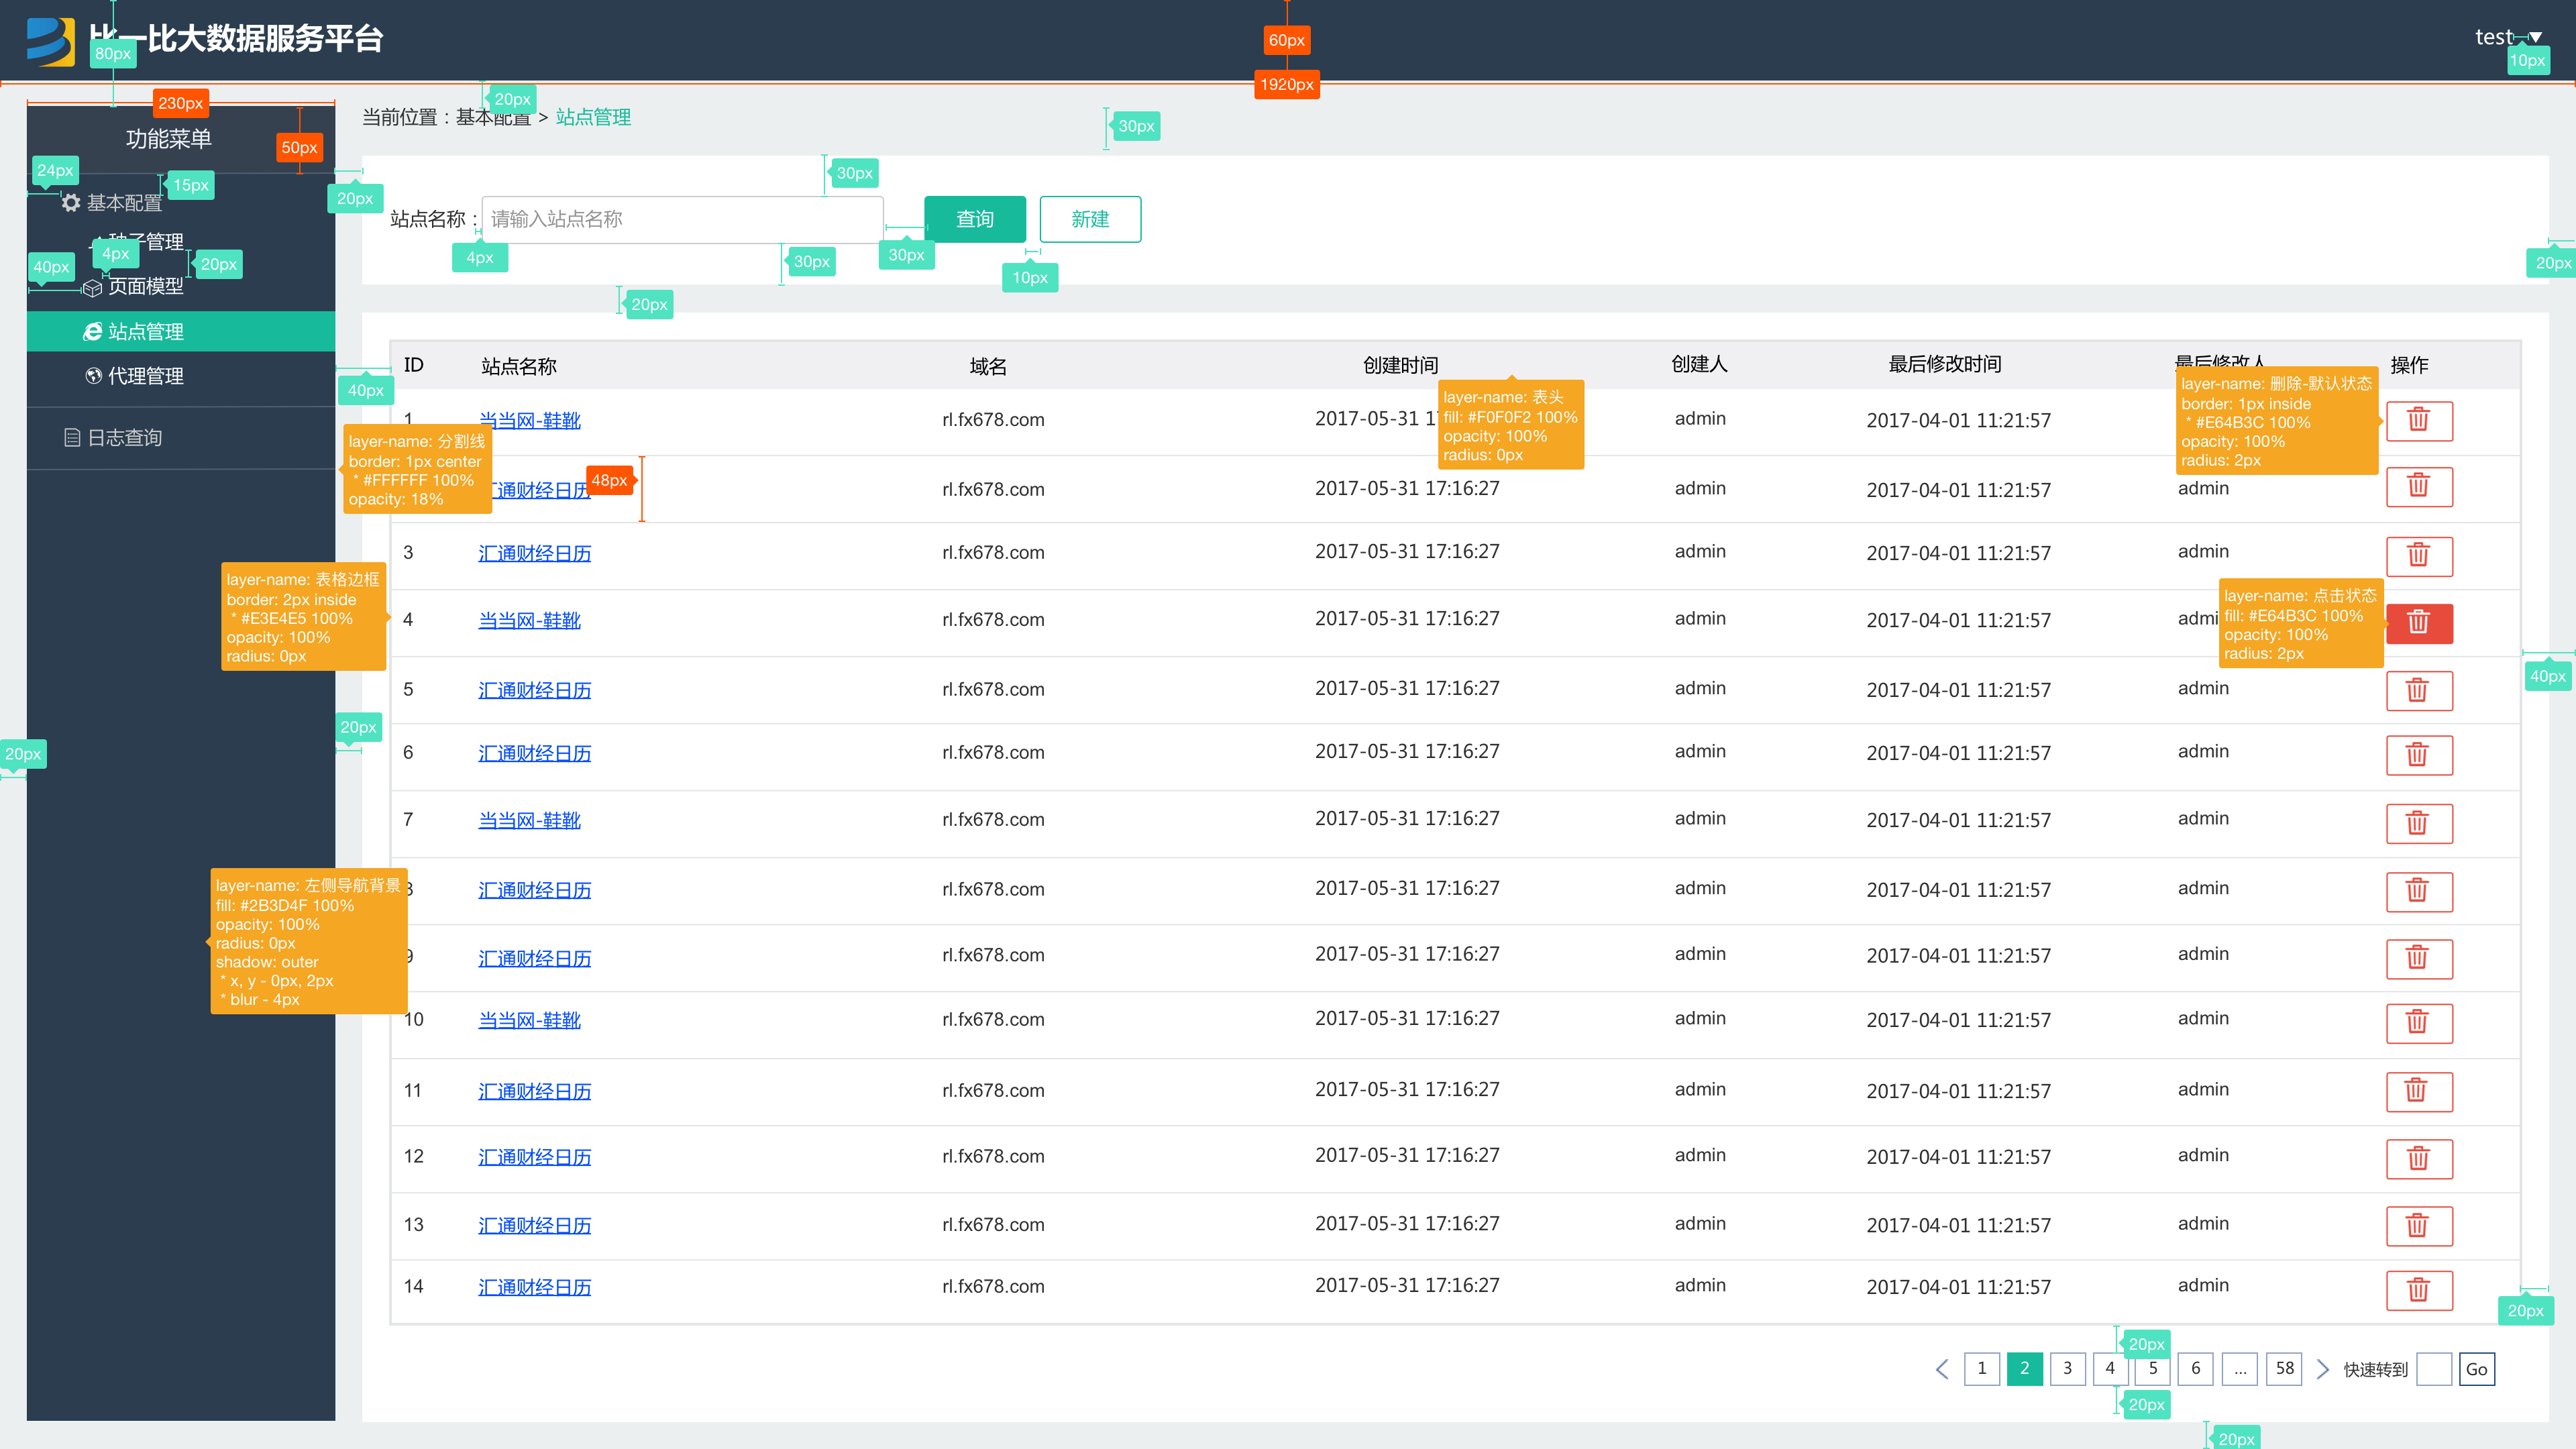 比一比大数据服务平台
80px
60px
1920px
test
10px
230px
50px
功能菜单
24px
15px
基本配置
种子管理
4px
20px
40px
页面模型
站点管理
代理管理
日志查询
20px
当前位置：基本配置 > 站点管理
30px
20px
30px
站点名称：
请输入站点名称
查询
新建
4px
30px
30px
10px
20px
20px
40px
ID 站点名称 域名 创建时间 创建人 最后修改时间 最后修改人 操作
layer-name: 表头
fill: #F0F0F2 100%
opacity: 100%
radius: 0px
layer-name: 删除-默认状态
border: 1px inside
* #E64B3C 100%
opacity: 100%
radius: 2px
1 当当网-鞋靴 rl.fx678.com 2017-05-31 17 admin 2017-04-01 11:21:57
layer-name: 分割线
border: 1px center
* #FFFFFF 100%
opacity: 18%
48px
汇通财经日历 rl.fx678.com 2017-05-31 17:16:27 admin 2017-04-01 11:21:57 admin
3 汇通财经日历 rl.fx678.com 2017-05-31 17:16:27 admin 2017-04-01 11:21:57 admin
layer-name: 表格边框
border: 2px inside
* #E3E4E5 100%
opacity: 100%
radius: 0px
layer-name: 点击状态
fill: #E64B3C 100%
opacity: 100%
radius: 2px
4 当当网-鞋靴 rl.fx678.com 2017-05-31 17:16:27 admin 2017-04-01 11:21:57 admi
40px
5 汇通财经日历 rl.fx678.com 2017-05-31 17:16:27 admin 2017-04-01 11:21:57 admin
20px
20px
6 汇通财经日历 rl.fx678.com 2017-05-31 17:16:27 admin 2017-04-01 11:21:57 admin
7 当当网-鞋靴 rl.fx678.com 2017-05-31 17:16:27 admin 2017-04-01 11:21:57 admin
layer-name: 左侧导航背景
fill: #2B3D4F 100%
opacity: 100%
radius: 0px
shadow: outer
* x, y - 0px, 2px
* blur - 4px
8 汇通财经日历 rl.fx678.com 2017-05-31 17:16:27 admin 2017-04-01 11:21:57 admin
9 汇通财经日历 rl.fx678.com 2017-05-31 17:16:27 admin 2017-04-01 11:21:57 admin
10 当当网-鞋靴 rl.fx678.com 2017-05-31 17:16:27 admin 2017-04-01 11:21:57 admin
11 汇通财经日历 rl.fx678.com 2017-05-31 17:16:27 admin 2017-04-01 11:21:57 admin
12 汇通财经日历 rl.fx678.com 2017-05-31 17:16:27 admin 2017-04-01 11:21:57 admin
13 汇通财经日历 rl.fx678.com 2017-05-31 17:16:27 admin 2017-04-01 11:21:57 admin
14 汇通财经日历 rl.fx678.com 2017-05-31 17:16:27 admin 2017-04-01 11:21:57 admin
20px
20px
1 2 3 4 5 6 ... 58 快速转到 Go
20px
20px